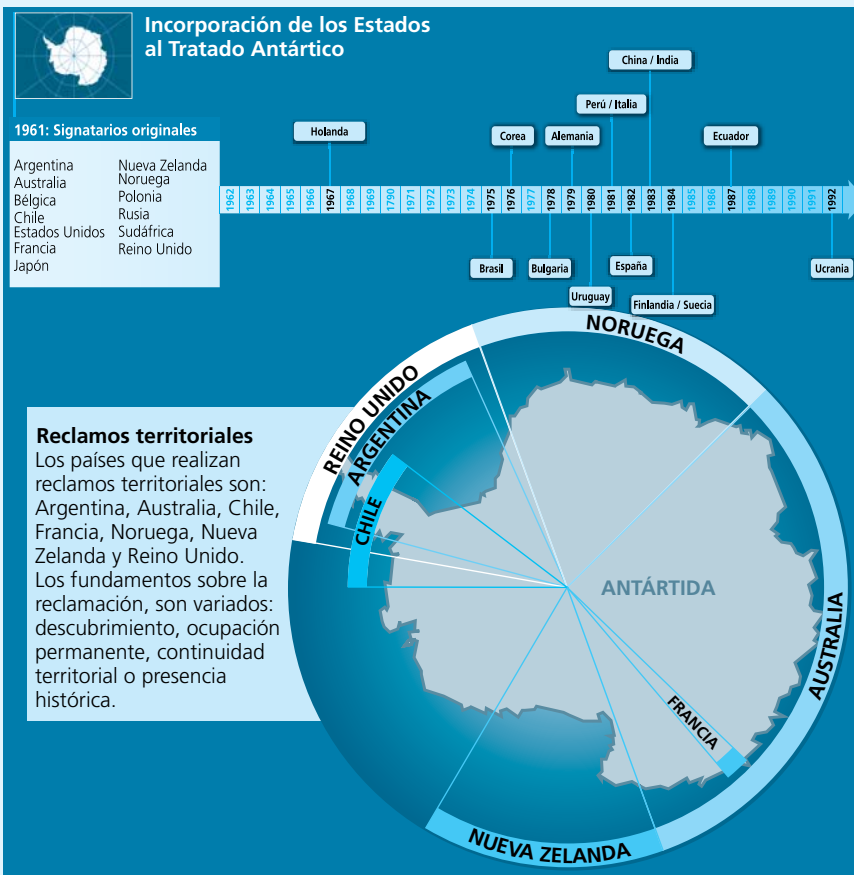 Incorporación de los Estados
al Tratado Antártico
1961: Signatarios originales
Argentina
Australia
Bélgica
Chile
Estados Unidos
Francia
Japón
Nueva Zelanda
Noruega
Polonia
Rusia
Sudáfrica
Reino Unido
Holanda
Corea
Alemania
Perú / Italia
China / India
Ecuador
1962 1963 1964 1965 1966 1967 1968 1969 1790 1971 1972 1973 1974 1975 1976 1977 1978 1979 1980 1981 1982 1983 1984 1985 1986 1987 1988 1989 1990 1991 1992
Brasil
Bulgaria
Uruguay
España
Finlandia / Suecia
Ucrania
Reclamos territoriales
Los países que realizan
reclamos territoriales son:
Argentina, Australia, Chile,
Francia, Noruega, Nueva
Zelanda y Reino Unido.
Los fundamentos sobre la
reclamación, son variados:
descubrimiento, ocupación
permanente, continuidad
territorial o presencia
histórica.
NORUEGA
REINO UNIDO
ARGENTINA
CHILE
ANTÁRTIDA
AUSTRALIA
FRANCIA
NUEVA ZELANDA